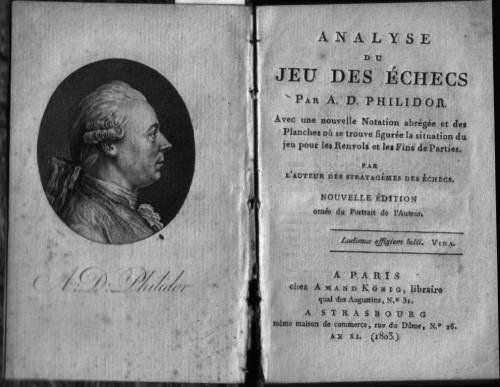 A. D. Philidor
ANALYSE
DU
JEU DES ÉCHECS
PAR A. D. PHILIDOR.
Avec une nouvelle Notation abrégée et des
Planches où se trouve figurée la situation du
jeu pour les Renvois et les Fins de Parties.
PAR
L'AUTEUR DES STRATAGÈMES DES ÉCHECS.
NOUVELLE ÉDITION
ornée du Portrait de l'Auteur.
Ludimus effigiem belli. VIDA.
A PARIS
chez AMAND KÖNIG, libraire
quai des Augustins, N.º 31.
A STRASBOURG
même maison de commerce, rue du Dôme, N.º 26.
AN XI. (1803.)